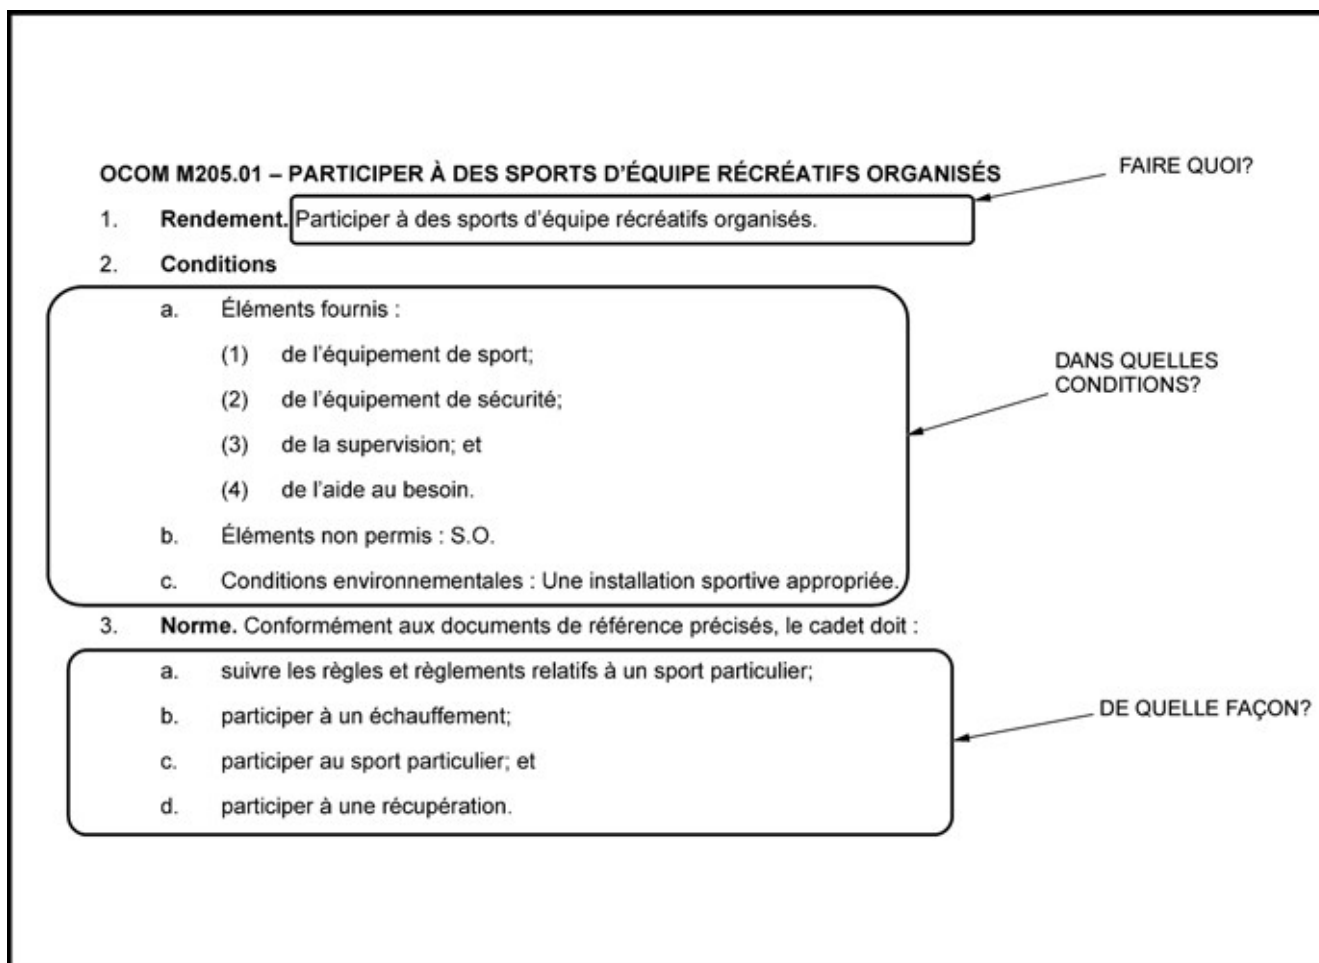 OCOM M205.01 – PARTICIPER À DES SPORTS D'ÉQUIPE RÉCRÉATIFS ORGANISÉS
FAIRE QUOI?
1. Rendement. Participer à des sports d'équipe récréatifs organisés.
2. Conditions
a. Éléments fournis :
(1) de l'équipement de sport;
(2) de l'équipement de sécurité;
(3) de la supervision; et
(4) de l'aide au besoin.
b. Éléments non permis : S.O.
c. Conditions environnementales : Une installation sportive appropriée.
DANS QUELLES
CONDITIONS?
3. Norme. Conformément aux documents de référence précisés, le cadet doit :
a. suivre les règles et règlements relatifs à un sport particulier;
b. participer à un échauffement;
c. participer au sport particulier; et
d. participer à une récupération.
DE QUELLE FAÇON?